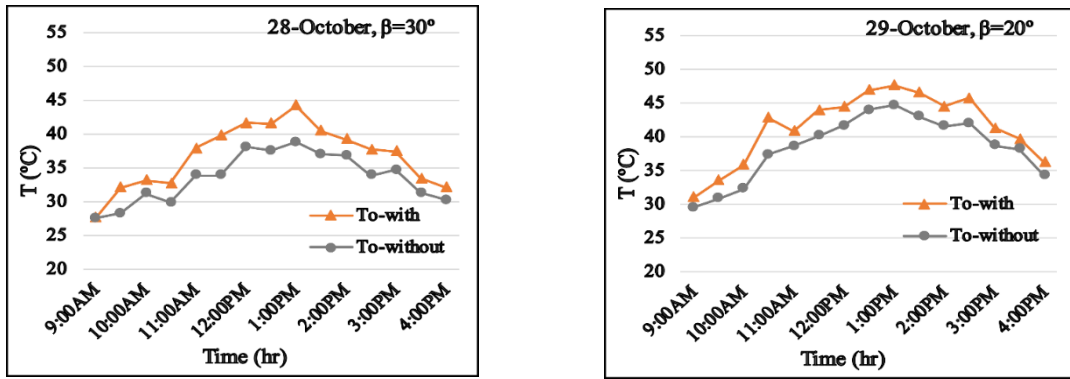 28-October, β=30°
55
50
45
40
35
30
25
20
T (ºC)
To-with
To-without
9:00AM
10:00AM
11:00AM
12:00PM
1:00PM
2:00PM
3:00PM
4:00PM
Time (hr)
29-October, β=20°
55
50
45
40
35
30
25
20
T (ºC)
To-with
To-without
9:00AM
10:00AM
11:00AM
12:00PM
1:00PM
2:00PM
3:00PM
4:00PM
Time (hr)